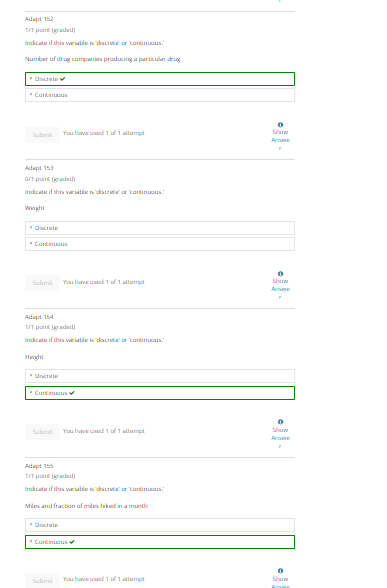 Adapt 152
1/1 point (graded)
Indicate if this variable is 'discrete' or 'continuous.'
Number of drug companies producing a particular drug
Discrete ✔
Continuous
Submit You have used 1 of 1 attempt
Show
Answe
r
Adapt 153
0/1 point (graded)
Indicate if this variable is 'discrete' or 'continuous.'
Weight
Discrete
Continuous
Submit You have used 1 of 1 attempt
Show
Answe
r
Adapt 154
1/1 point (graded)
Indicate if this variable is 'discrete' or 'continuous.'
Height
Discrete
Continuous ✔
Submit You have used 1 of 1 attempt
Show
Answe
r
Adapt 155
1/1 point (graded)
Indicate if this variable is 'discrete' or 'continuous.'
Miles and fraction of miles hiked in a month
Discrete
Continuous ✔
Submit You have used 1 of 1 attempt
Show